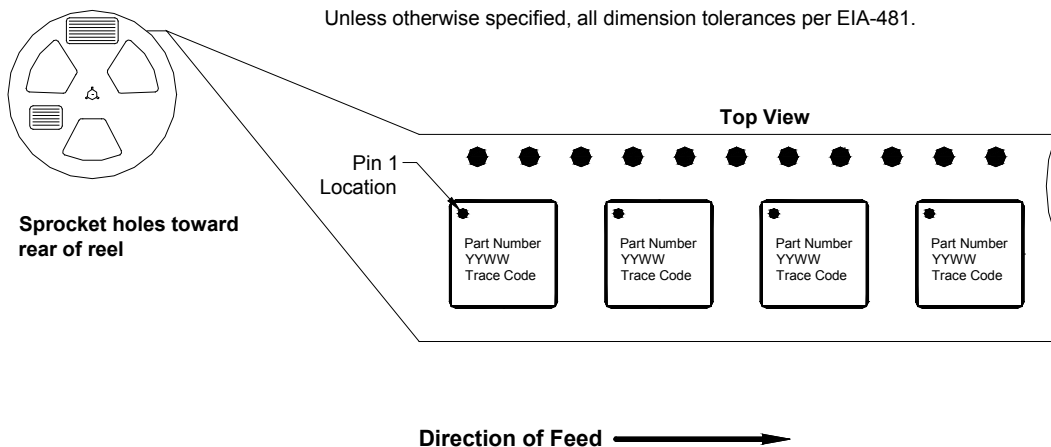 Unless otherwise specified, all dimension tolerances per EIA-481.
Top View
Pin 1
Location
Sprocket holes toward
rear of reel
Part Number
YYWW
Trace Code
Part Number
YYWW
Trace Code
Part Number
YYWW
Trace Code
Part Number
YYWW
Trace Code
Direction of Feed